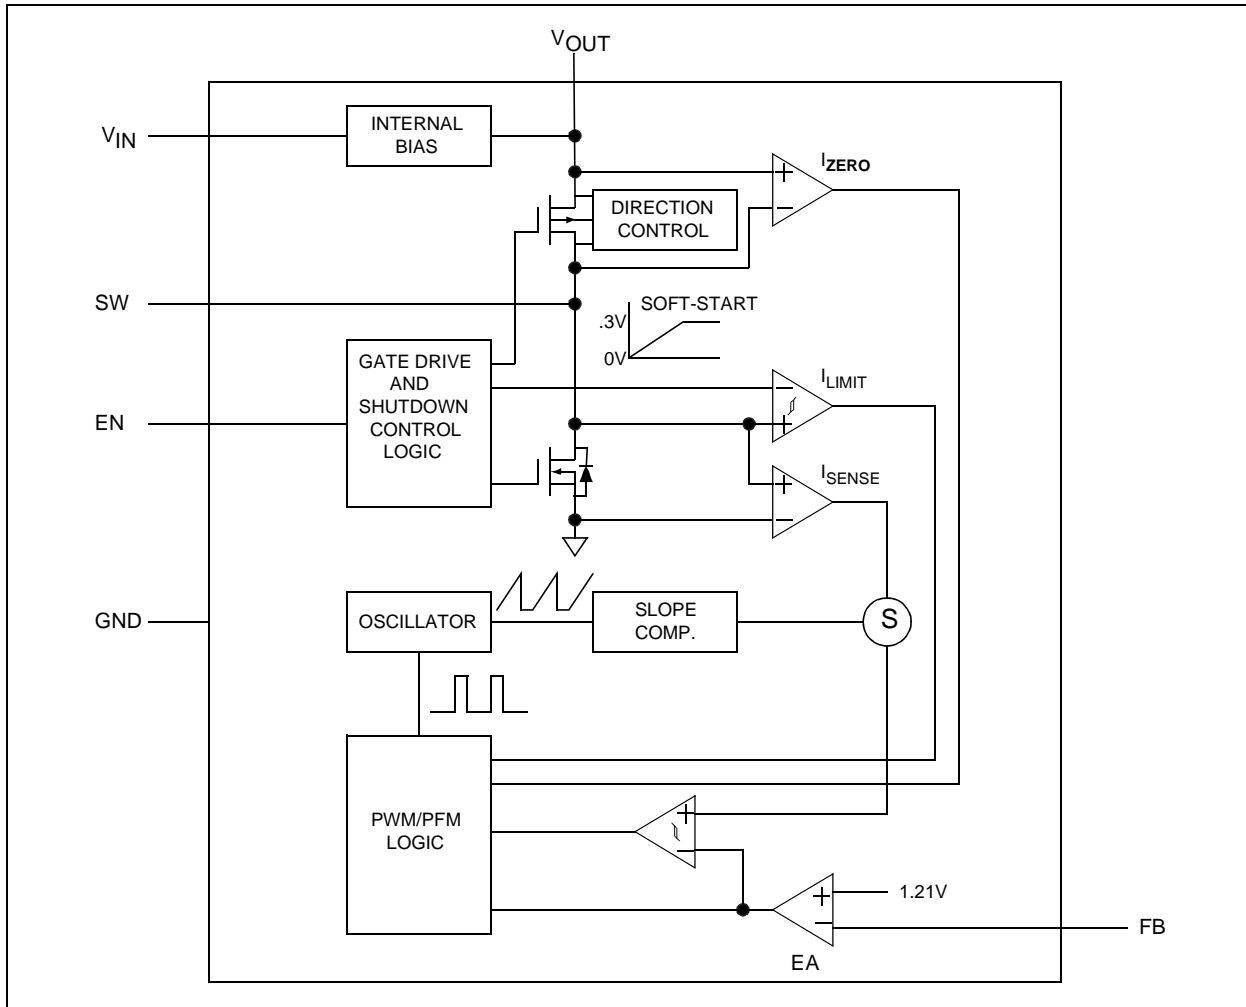 VOUT
VIN
INTERNAL
BIAS
IZERO
+
−
DIRECTION
CONTROL
SW
SOFT-START
.3V
0V
GATE DRIVE
AND
SHUTDOWN
CONTROL
LOGIC
ILIMIT
−
+
EN
ISENSE
+
−
GND
OSCILLATOR
SLOPE
COMP.
S
PWM/PFM
LOGIC
+
−
+
−
1.21V
FB
EA